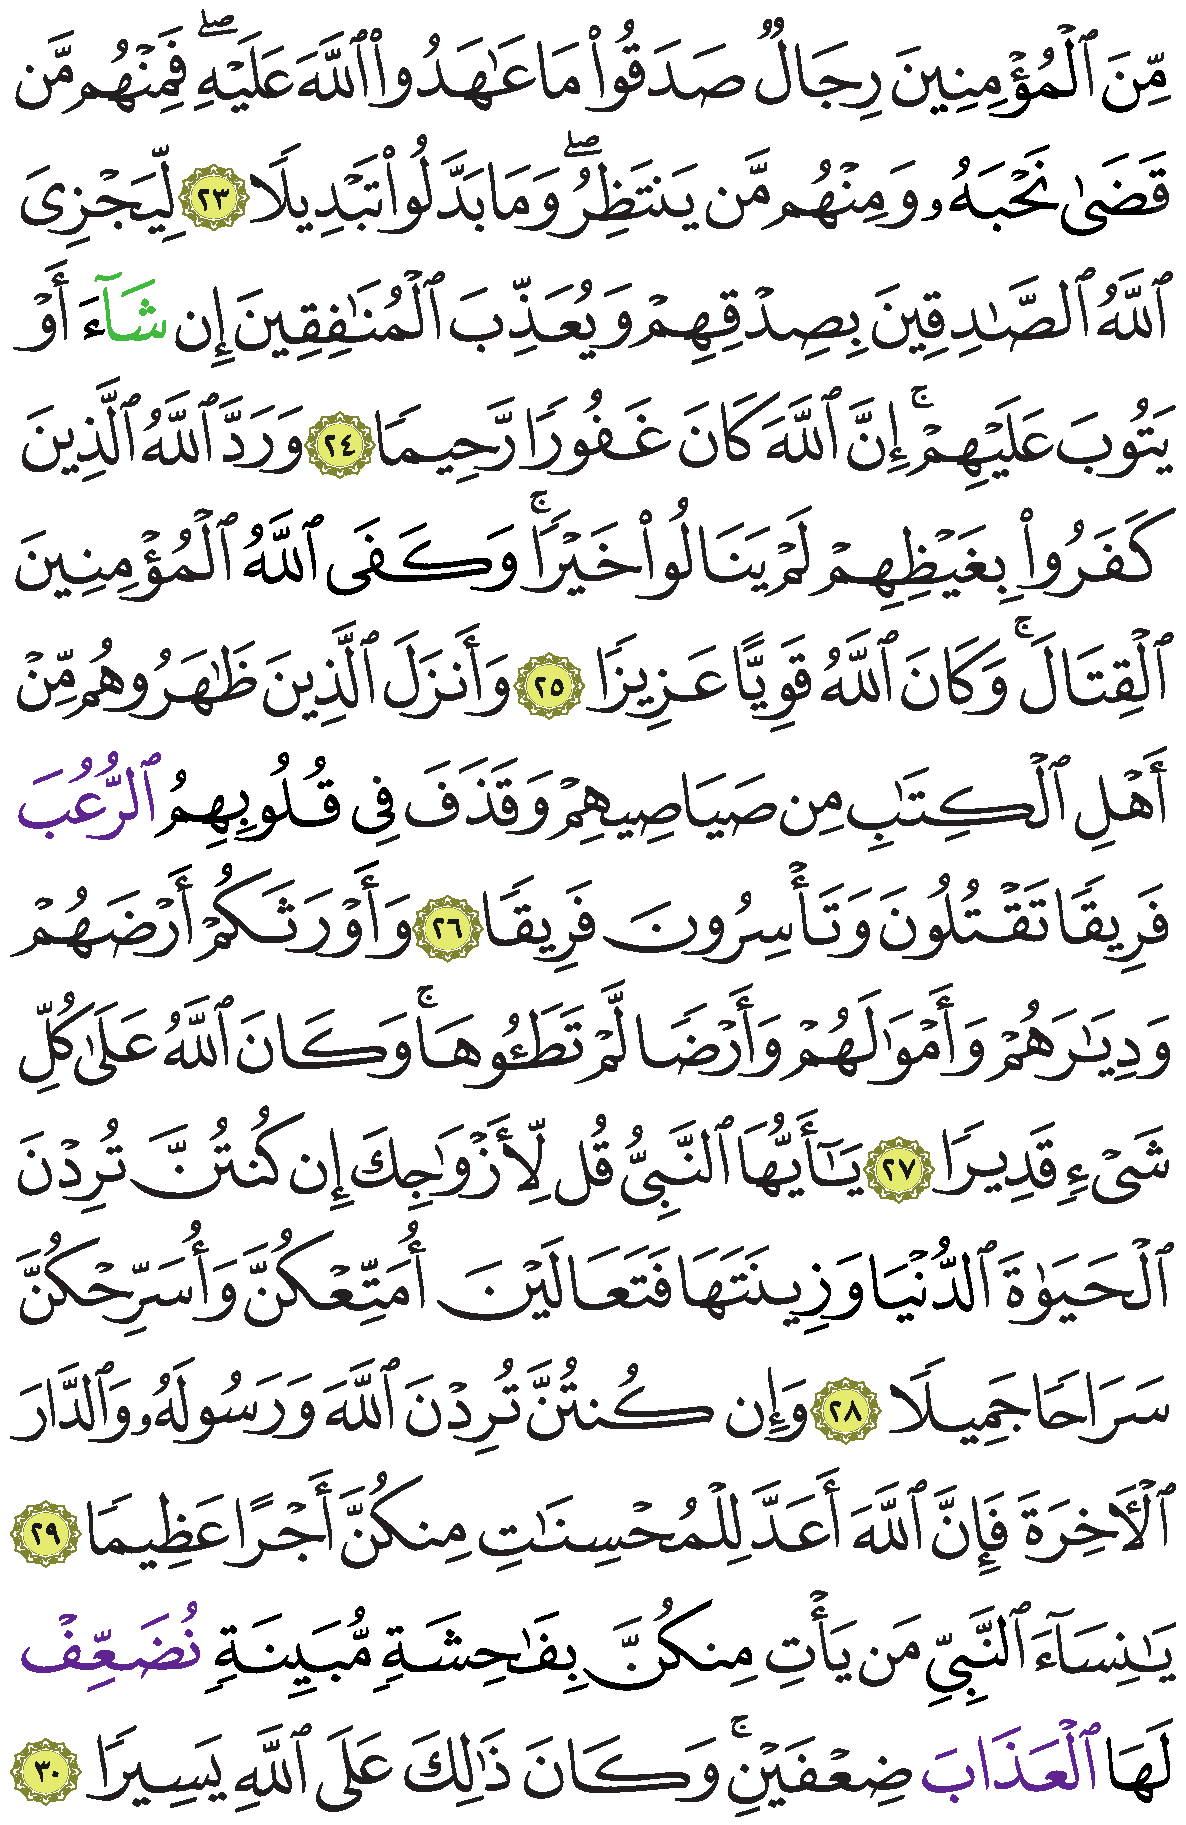 مِّنَ ٱلْمُؤْمِنِينَ رِجَالٌ صَدَقُوا۟ مَا عَـٰهَدُوا۟ ٱللَّهَ عَلَيْهِ ۖ فَمِنْهُم مَّن
قَضَىٰ نَحْبَهُۥ وَمِنْهُم مَّن يَنتَظِرُ ۖ وَمَا بَدَّلُوا۟ تَبْدِيلًا ٢٣ لِّيَجْزِىَ
ٱللَّهُ ٱلصَّـٰدِقِينَ بِصِدْقِهِمْ وَيُعَذِّبَ ٱلْمُنَـٰفِقِينَ إِن شَآءَ أَوْ
يَتُوبَ عَلَيْهِمْ ۚ إِنَّ ٱللَّهَ كَانَ غَفُورًا رَّحِيمًا ٢٤ وَرَدَّ ٱللَّهُ ٱلَّذِينَ
كَفَرُوا۟ بِغَيْظِهِمْ لَمْ يَنَالُوا۟ خَيْرًا ۚ وَكَفَى ٱللَّهُ ٱلْمُؤْمِنِينَ
ٱلْقِتَالَ ۚ وَكَانَ ٱللَّهُ قَوِيًّا عَزِيزًا ٢٥ وَأَنزَلَ ٱلَّذِينَ ظَـٰهَرُوهُم مِّنْ
أَهْلِ ٱلْكِتَـٰبِ مِن صَيَاصِيهِمْ وَقَذَفَ فِى قُلُوبِهِمُ ٱلرُّعُبَ
فَرِيقًا تَقْتُلُونَ وَتَأْسِرُونَ فَرِيقًا ٢٦ وَأَوْرَثَكُمْ أَرْضَهُمْ
وَدِيَـٰرَهُمْ وَأَمْوَٰلَهُمْ وَأَرْضًا لَّمْ تَطَـُٔوهَا ۚ وَكَانَ ٱللَّهُ عَلَىٰ كُلِّ
شَىْءٍ قَدِيرًا ٢٧ يَـٰٓأَيُّهَا ٱلنَّبِىُّ قُل لِّأَزْوَٰجِكَ إِن كُنتُنَّ تُرِدْنَ
ٱلْحَيَوٰةَ ٱلدُّنْيَا وَزِينَتَهَا فَتَعَالَيْنَ أُمَتِّعْكُنَّ وَأُسَرِّحْكُنَّ
سَرَاحًا جَمِيلًا ٢٨ وَإِن كُنتُنَّ تُرِدْنَ ٱللَّهَ وَرَسُولَهُۥ وَٱلدَّارَ
ٱلْـَٔاخِرَةَ فَإِنَّ ٱللَّهَ أَعَدَّ لِلْمُحْسِنَـٰتِ مِنكُنَّ أَجْرًا عَظِيمًا ٢٩
يَـٰنِسَآءَ ٱلنَّبِىِّ مَن يَأْتِ مِنكُنَّ بِفَـٰحِشَةٍ مُّبَيِّنَةٍ نُضَعِّفْ
لَهَا ٱلْعَذَابَ ضِعْفَيْنِ ۚ وَكَانَ ذَٰلِكَ عَلَى ٱللَّهِ يَسِيرًا ٣٠